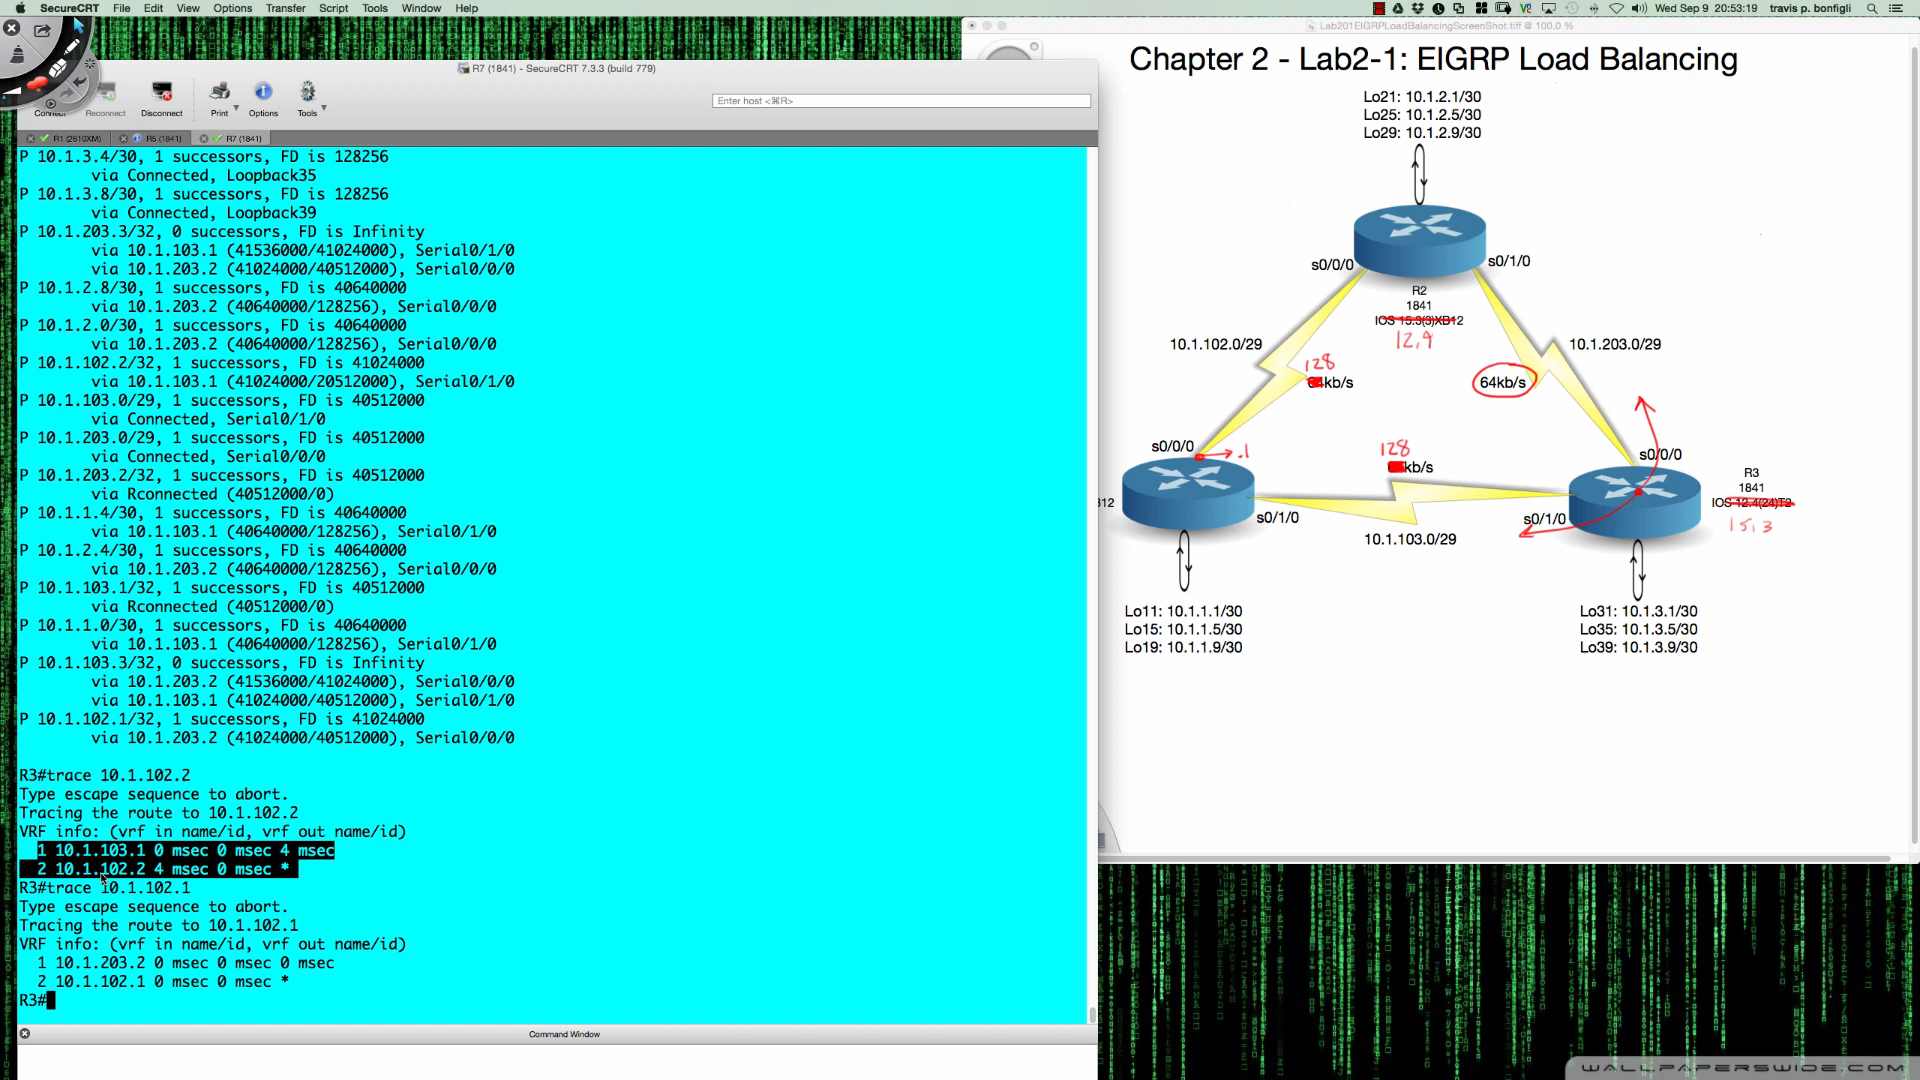 SecureCRT File Edit View Options Transfer Script Tools Window Help
Wed Sep 9 20:53:19 travis p. bonfigli
R7 (1841) - SecureCRT 7.3.3 (build 779)
Lab201EIGRPLoadBalancingScreenShot.tiff @ 100.0 %
Connect Reconnect Disconnect Print Options Tools
Enter host <⌘R>
R1 (2610XM) R5 (1841) R7 (1841)
P 10.1.3.4/30, 1 successors, FD is 128256
via Connected, Loopback35
P 10.1.3.8/30, 1 successors, FD is 128256
via Connected, Loopback39
P 10.1.203.3/32, 0 successors, FD is Infinity
via 10.1.103.1 (41536000/41024000), Serial0/1/0
via 10.1.203.2 (41024000/40512000), Serial0/0/0
P 10.1.2.8/30, 1 successors, FD is 40640000
via 10.1.203.2 (40640000/128256), Serial0/0/0
P 10.1.2.0/30, 1 successors, FD is 40640000
via 10.1.203.2 (40640000/128256), Serial0/0/0
P 10.1.102.2/32, 1 successors, FD is 41024000
via 10.1.103.1 (41024000/20512000), Serial0/1/0
P 10.1.103.0/29, 1 successors, FD is 40512000
via Connected, Serial0/1/0
P 10.1.203.0/29, 1 successors, FD is 40512000
via Connected, Serial0/0/0
P 10.1.203.2/32, 1 successors, FD is 40512000
via Rconnected (40512000/0)
P 10.1.1.4/30, 1 successors, FD is 40640000
via 10.1.103.1 (40640000/128256), Serial0/1/0
P 10.1.2.4/30, 1 successors, FD is 40640000
via 10.1.203.2 (40640000/128256), Serial0/0/0
P 10.1.103.1/32, 1 successors, FD is 40512000
via Rconnected (40512000/0)
P 10.1.1.0/30, 1 successors, FD is 40640000
via 10.1.103.1 (40640000/128256), Serial0/1/0
P 10.1.103.3/32, 0 successors, FD is Infinity
via 10.1.203.2 (41536000/41024000), Serial0/0/0
via 10.1.103.1 (41024000/40512000), Serial0/1/0
P 10.1.102.1/32, 1 successors, FD is 41024000
via 10.1.203.2 (41024000/40512000), Serial0/0/0
R3#trace 10.1.102.2
Type escape sequence to abort.
Tracing the route to 10.1.102.2
VRF info: (vrf in name/id, vrf out name/id)
1 10.1.103.1 0 msec 0 msec 4 msec
2 10.1.102.2 4 msec 0 msec *
R3#trace 10.1.102.1
Type escape sequence to abort.
Tracing the route to 10.1.102.1
VRF info: (vrf in name/id, vrf out name/id)
1 10.1.203.2 0 msec 0 msec 0 msec
2 10.1.102.1 0 msec 0 msec *
R3#
Command Window
Chapter 2 - Lab2-1: EIGRP Load Balancing
Lo21: 10.1.2.1/30
Lo25: 10.1.2.5/30
Lo29: 10.1.2.9/30
s0/0/0
s0/1/0
R2
1841
IOS 15.3(3)XB12
12.4
10.1.102.0/29
10.1.203.0/29
128
kb/s
64kb/s
s0/0/0
.1
128
kb/s
s0/0/0
R3
1841
IOS 12.4(24)T2
15.3
312
s0/1/0
s0/1/0
10.1.103.0/29
Lo11: 10.1.1.1/30
Lo15: 10.1.1.5/30
Lo19: 10.1.1.9/30
Lo31: 10.1.3.1/30
Lo35: 10.1.3.5/30
Lo39: 10.1.3.9/30
WALLPAPERSWIDE.COM